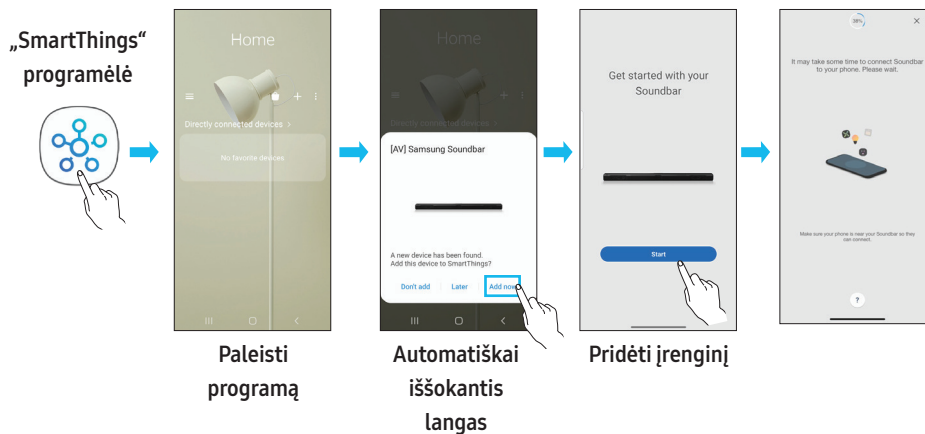 „SmartThings“
programėlė
Home
Directly connected devices >
No favorite devices
Paleisti
programą
Home
Directly connected devices >
[AV] Samsung Soundbar
A new device has been found.
Add this device to SmartThings?
Don't add
Later
Add now
Automatiškai
iššokantis
langas
Get started with your
Soundbar
Start
Pridėti įrenginį
38%
It may take some time to connect Soundbar
to your phone. Please wait.
Make sure your phone is near your Soundbar so they
can connect.
?